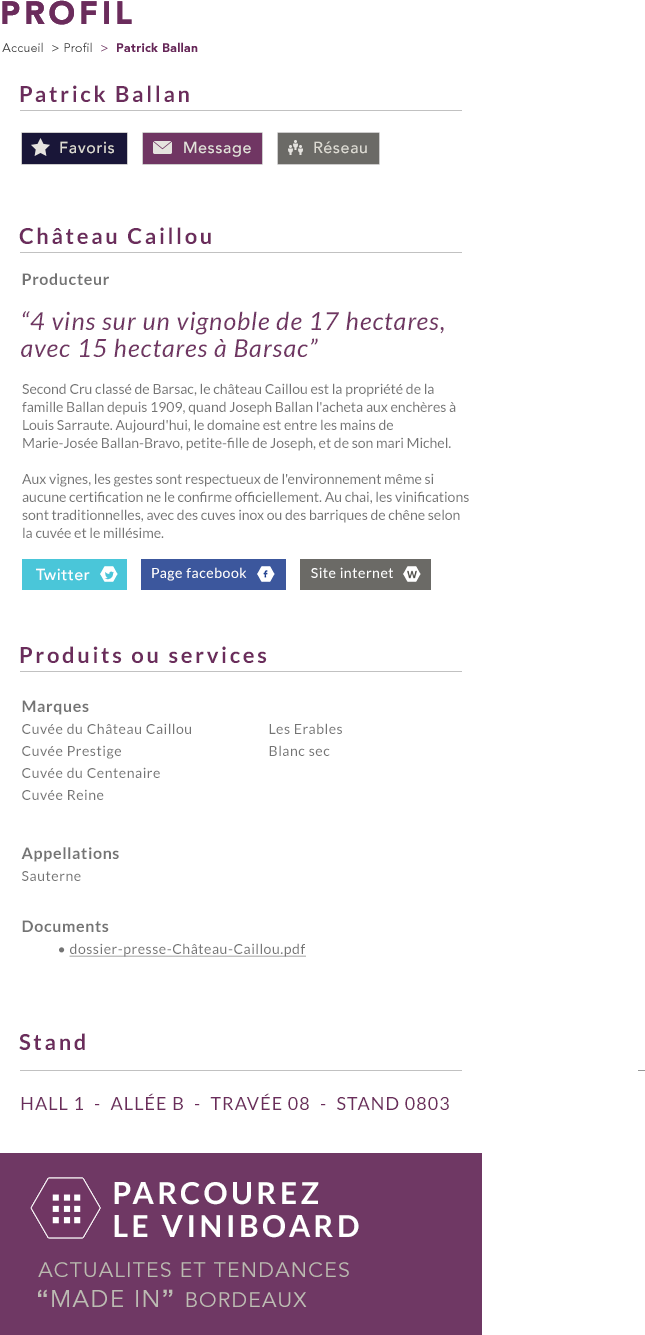 PROFIL
Accueil > Profil > Patrick Ballan
Patrick Ballan
Favoris Message Réseau
Château Caillou
Producteur
“4 vins sur un vignoble de 17 hectares,
avec 15 hectares à Barsac”
Second Cru classé de Barsac, le château Caillou est la propriété de la
famille Ballan depuis 1909, quand Joseph Ballan l'acheta aux enchères à
Louis Sarraute. Aujourd'hui, le domaine est entre les mains de
Marie-Josée Ballan-Bravo, petite-fille de Joseph, et de son mari Michel.
Aux vignes, les gestes sont respectueux de l'environnement même si
aucune certification ne le confirme officiellement. Au chai, les vinifications
sont traditionnelles, avec des cuves inox ou des barriques de chêne selon
la cuvée et le millésime.
Twitter Page facebook f Site internet W
Produits ou services
Marques
Cuvée du Château Caillou Les Erables
Cuvée Prestige Blanc sec
Cuvée du Centenaire
Cuvée Reine
Appellations
Sauterne
Documents
• dossier-presse-Château-Caillou.pdf
Stand
HALL 1 - ALLÉE B - TRAVÉE 08 - STAND 0803
PARCOUREZ
LE VINIBOARD
ACTUALITES ET TENDANCES
“MADE IN” BORDEAUX